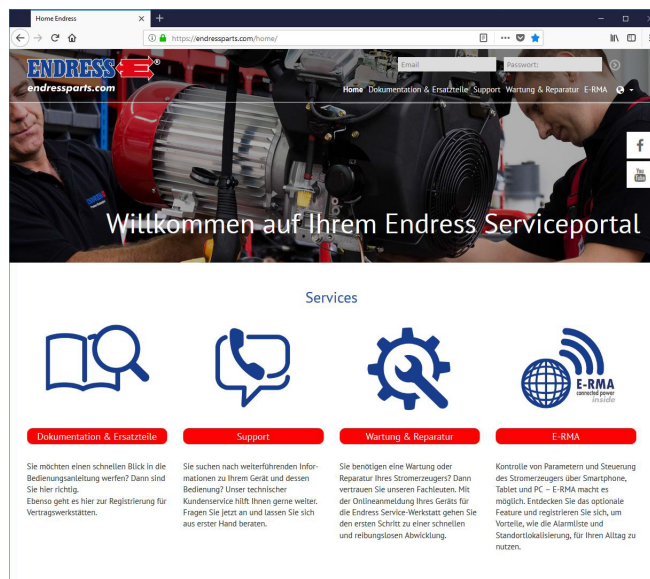 Home Endress
https://endressparts.com/home/
ENDRESS®
endressparts.com
Email
Passwort:
Home Dokumentation & Ersatzteile Support Wartung & Reparatur E-RMA
You
Tube
Willkommen auf Ihrem Endress Serviceportal
Services
E-RMA
connected power
inside
Dokumentation & Ersatzteile
Support
Wartung & Reparatur
E-RMA
Sie möchten einen schnellen Blick in die
Bedienungsanleitung werfen? Dann sind
Sie hier richtig.
Ebenso geht es hier zur Registrierung für
Vertragswerkstätten.
Sie suchen nach weiterführenden Infor-
mationen zu Ihrem Gerät und dessen
Bedienung? Unser technischer
Kundenservice hilft Ihnen gerne weiter.
Fragen Sie jetzt an und lassen Sie sich
aus erster Hand beraten.
Sie benötigen eine Wartung oder
Reparatur Ihres Stromerzeugers? Dann
vertrauen Sie unseren Fachleuten. Mit
der Onlineanmeldung Ihres Geräts für
die Endress Service-Werkstatt gehen Sie
den ersten Schritt zu einer schnellen
und reibungslosen Abwicklung.
Kontrolle von Parametern und Steuerung
des Stromerzeugers über Smartphone,
Tablet und PC – E-RMA macht es
möglich. Entdecken Sie das optionale
Feature und registrieren Sie sich, um
Vorteile, wie die Alarmliste und
Standortlokalisierung, für Ihren Alltag zu
nutzen.